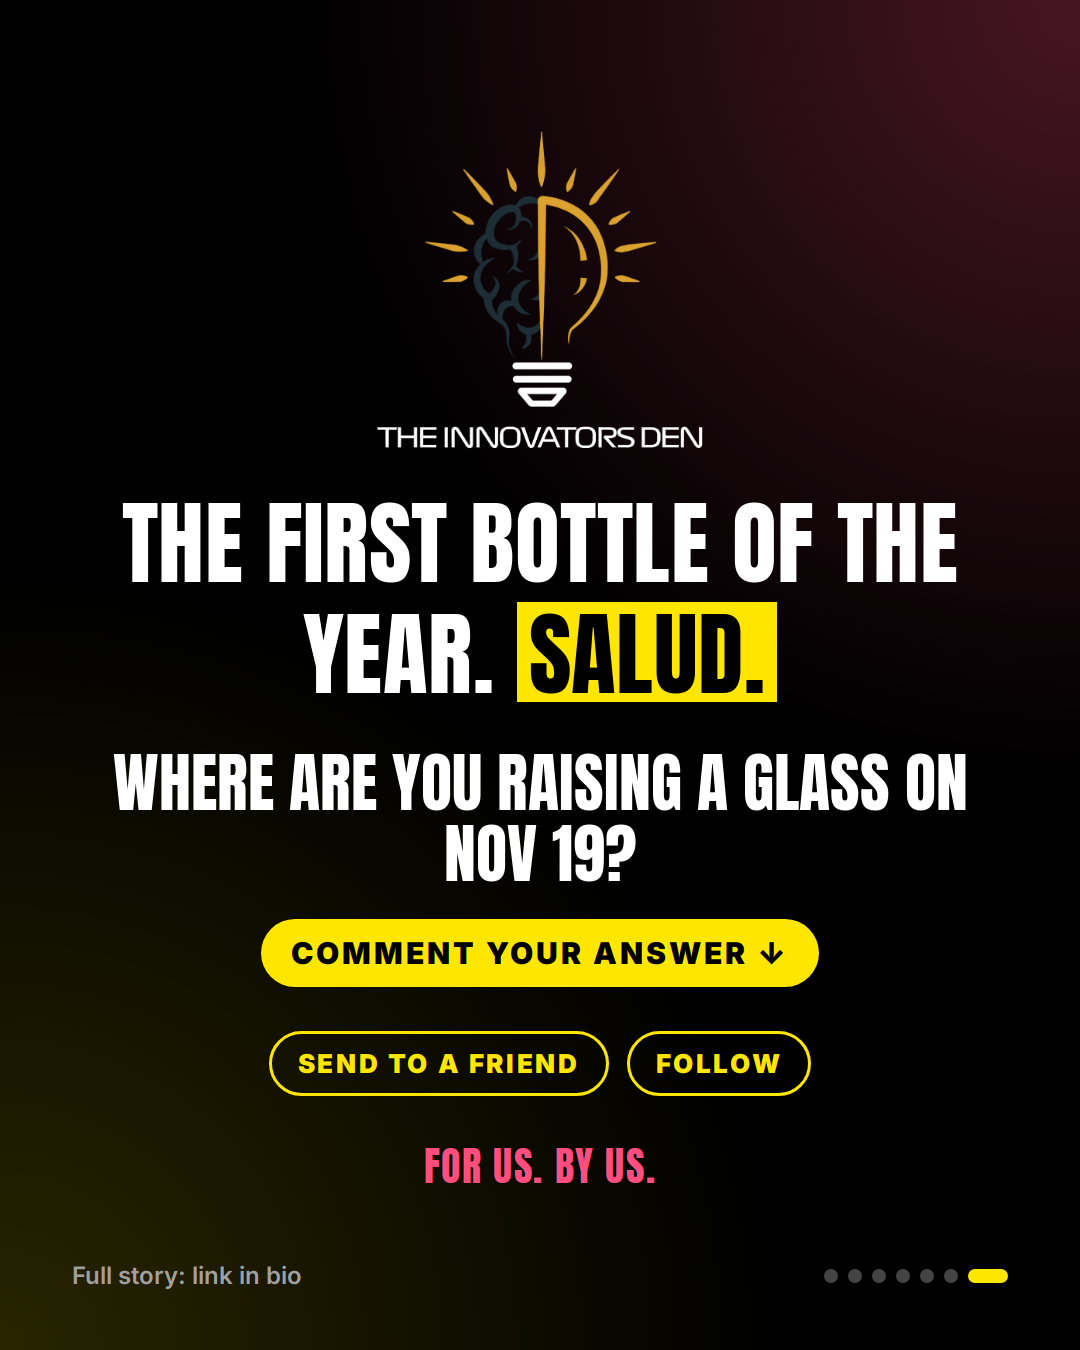 THE INNOVATORS DEN
THE FIRST BOTTLE OF THE
YEAR. SALUD.
WHERE ARE YOU RAISING A GLASS ON
NOV 19?
COMMENT YOUR ANSWER ↓
SEND TO A FRIEND
FOLLOW
FOR US. BY US.
Full story: link in bio